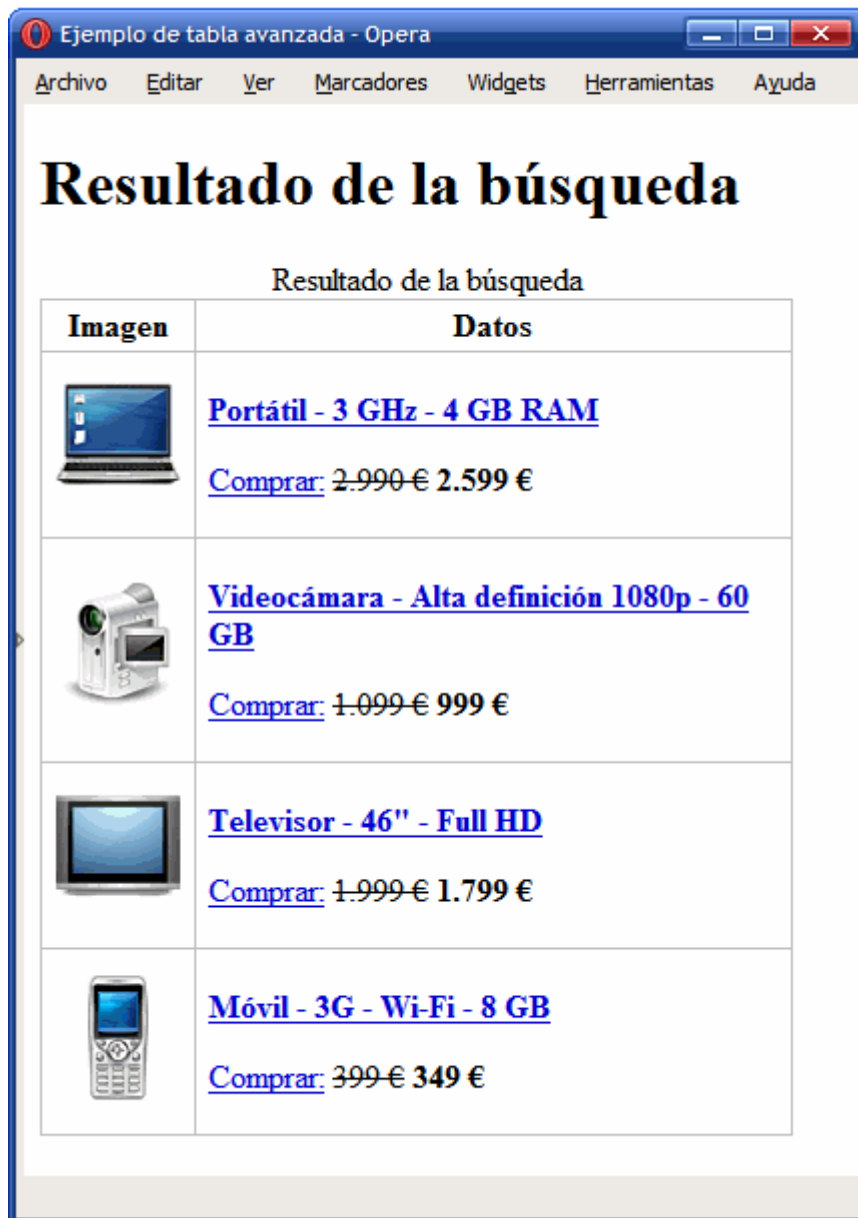 Ejemplo de tabla avanzada - Opera
Archivo Editar Ver Marcadores Widgets Herramientas Ayuda
Resultado de la búsqueda
Resultado de la búsqueda
Imagen Datos
Portátil - 3 GHz - 4 GB RAM
Comprar: 2.990 € 2.599 €
Videocámara - Alta definición 1080p - 60
GB
Comprar: 1.099 € 999 €
Televisor - 46" - Full HD
Comprar: 1.999 € 1.799 €
Móvil - 3G - Wi-Fi - 8 GB
Comprar: 399 € 349 €